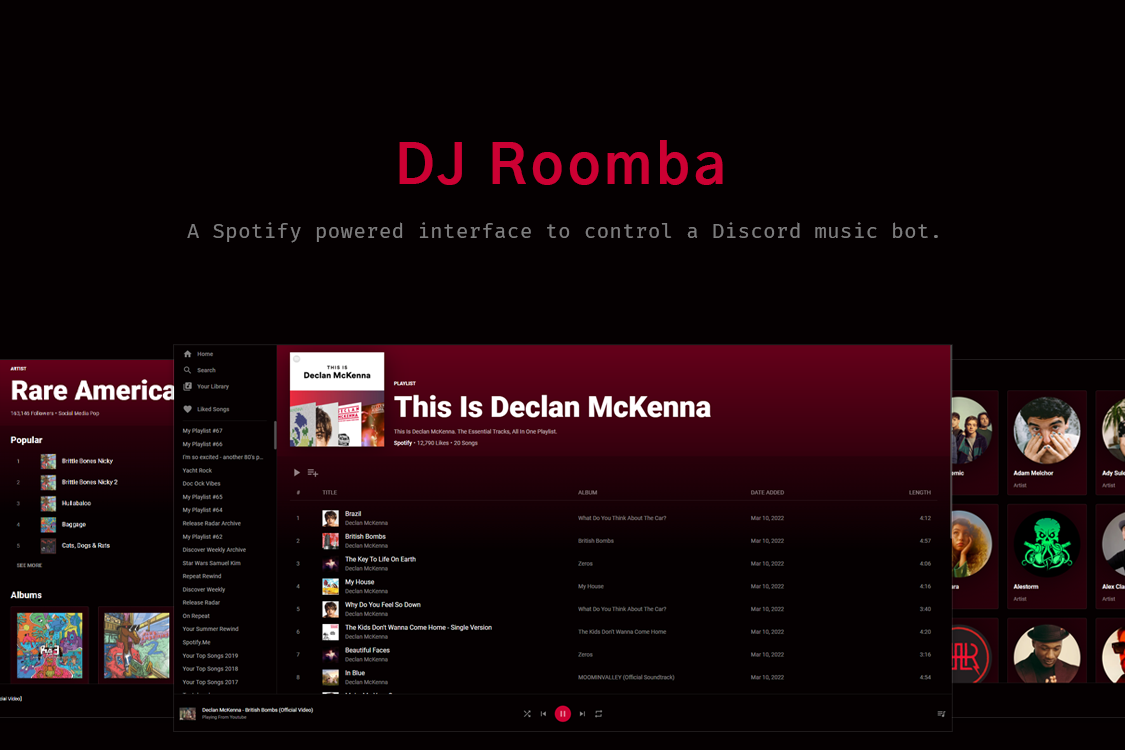 DJ Roomba
A Spotify powered interface to control a Discord music bot.
ARTIST
Rare America
163,146 Followers • Social Media Pop
Popular
1 Brittle Bones Nicky
2 Brittle Bones Nicky 2
3 Hullabaloo
4 Baggage
5 Cats, Dogs & Rats
SEE MORE
Albums
Home
Search
Your Library
Liked Songs
My Playlist #67
My Playlist #66
I'm so excited - another 80's p...
Yacht Rock
Doc Ock Vibes
My Playlist #65
My Playlist #64
Release Radar Archive
My Playlist #62
Discover Weekly Archive
Star Wars Samuel Kim
Repeat Rewind
Discover Weekly
Release Radar
On Repeat
Your Summer Rewind
Spotify Me
Your Top Songs 2019
Your Top Songs 2018
Your Top Songs 2017
THIS IS
Declan McKenna
PLAYLIST
This Is Declan McKenna
This Is Declan McKenna. The Essential Tracks, All In One Playlist.
Spotify • 12,790 Likes • 20 Songs
# TITLE ALBUM DATE ADDED LENGTH
1 Brazil What Do You Think About The Car? Mar 10, 2022 4:12
Declan McKenna
2 British Bombs British Bombs Mar 10, 2022 4:57
Declan McKenna
3 The Key To Life On Earth Zeros Mar 10, 2022 4:06
Declan McKenna
4 My House My House Mar 10, 2022 4:16
Declan McKenna
5 Why Do You Feel So Down What Do You Think About The Car? Mar 10, 2022 3:40
Declan McKenna
6 The Kids Don't Wanna Come Home - Single Version The Kids Don't Wanna Come Home Mar 10, 2022 4:20
Declan McKenna
7 Beautiful Faces Zeros Mar 10, 2022 3:16
Declan McKenna
8 In Blue MOOMINVALLEY (Official Soundtrack) Mar 10, 2022 4:54
Declan McKenna
Declan McKenna - British Bombs (Official Video)
Playing From Youtube
cial Video)
amic
Adam Melchor
Artist
Ady Sule
Artist
ara
Alestorm
Artist
Alex Cla
Artist